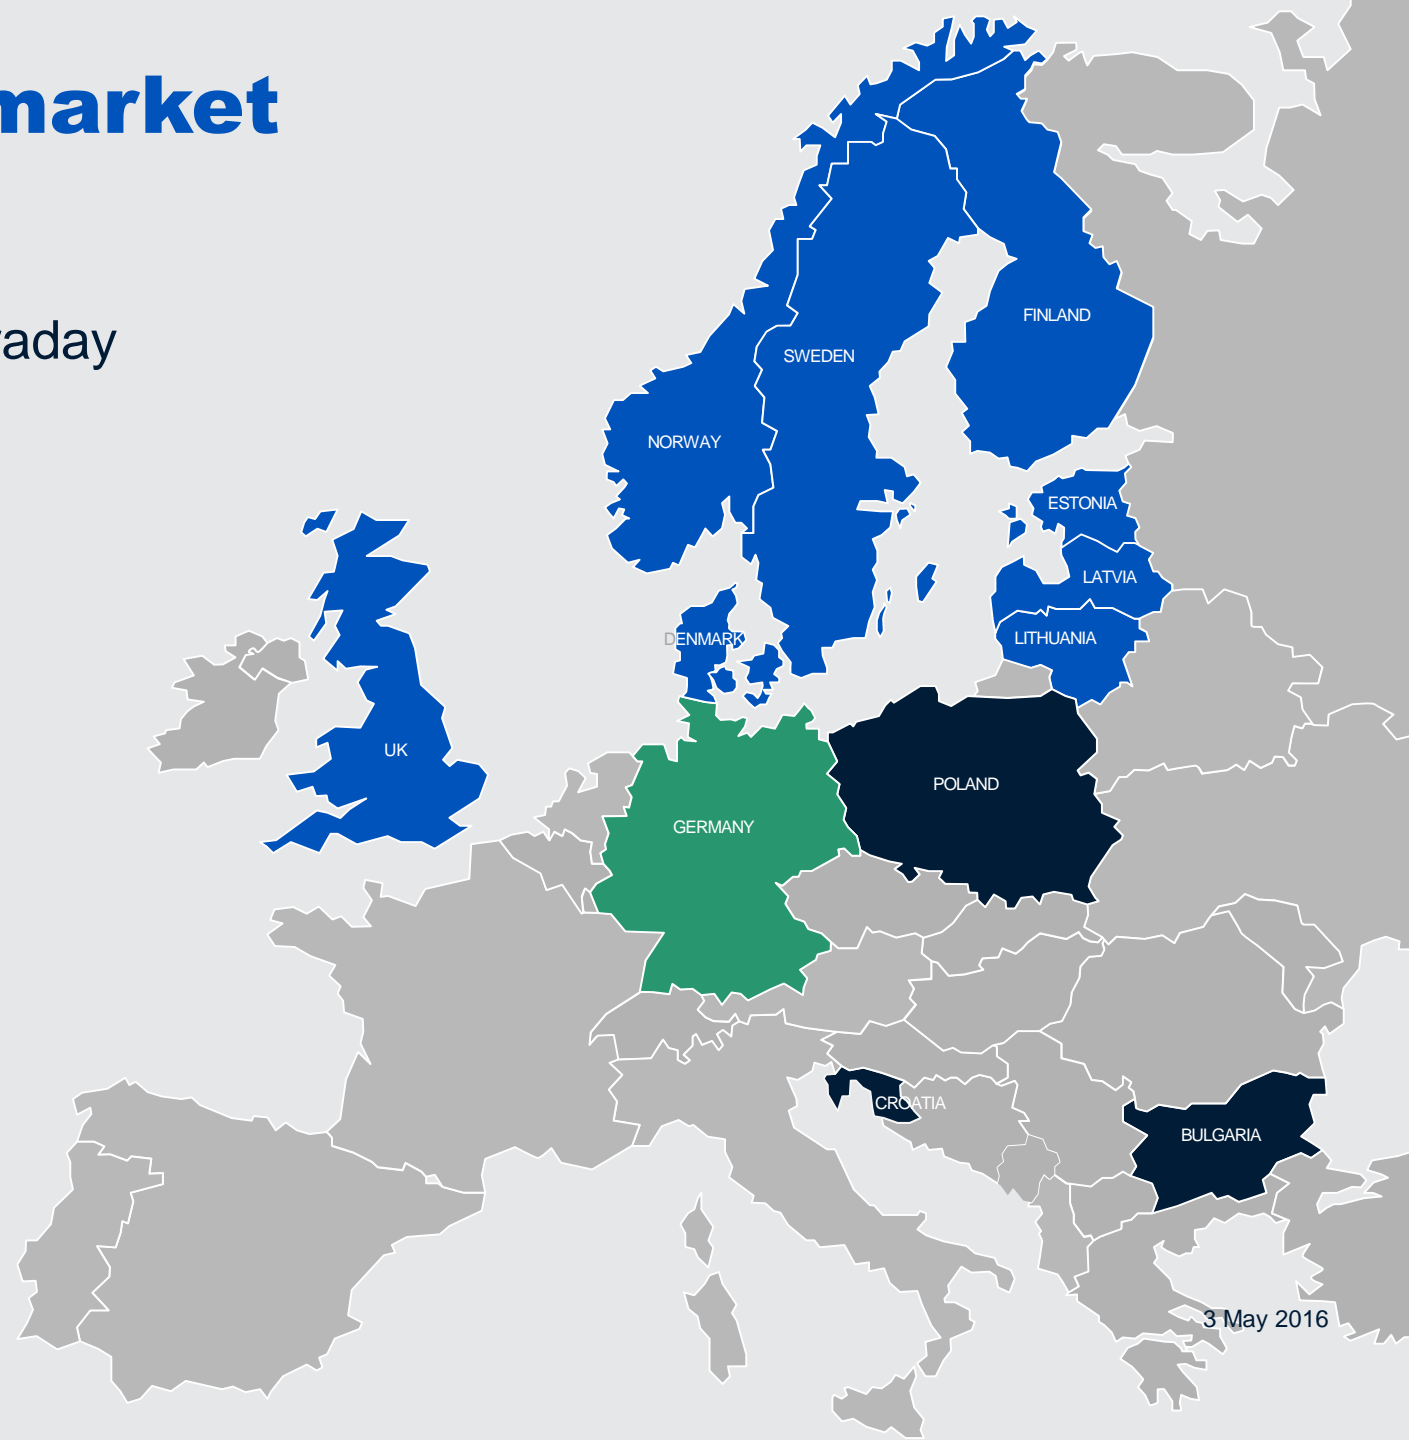 market
raday
FINLAND
SWEDEN
NORWAY
ESTONIA
LATVIA
DENMARK
LITHUANIA
UK
POLAND
GERMANY
CROATIA
BULGARIA
3 May 2016